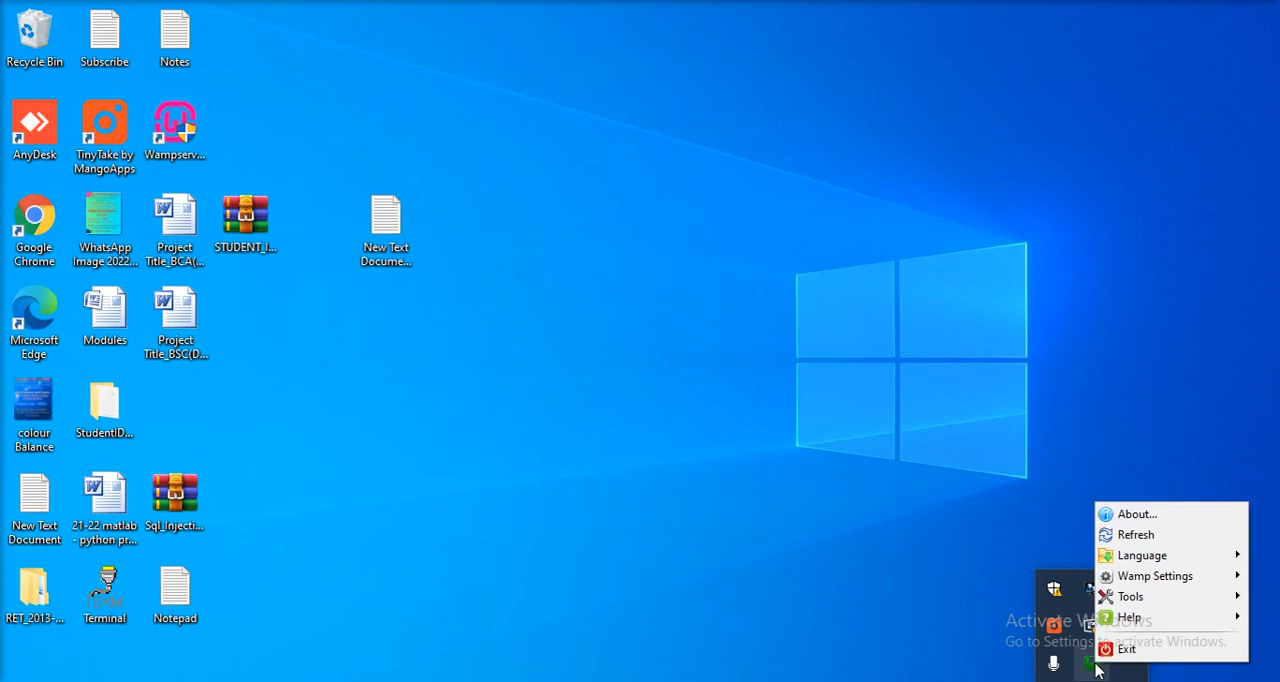 Recycle Bin
Subscribe
Notes
AnyDesk
TinyTake by
MangoApps
Wampserv...
Google
Chrome
WhatsApp
Image 2022...
Project
Title_BCA(...
STUDENT_I...
New Text
Docume...
Microsoft
Edge
Modules
Project
Title_BSC(D...
colour
Balance
StudentID...
New Text
Document
21-22 matlab
- python pr...
Sql_Injecti...
RET_2013-...
Terminal
Notepad
About...
Refresh
Language
Wamp Settings
Tools
Help
Exit
Activate Windows
Go to Settings to activate Windows.